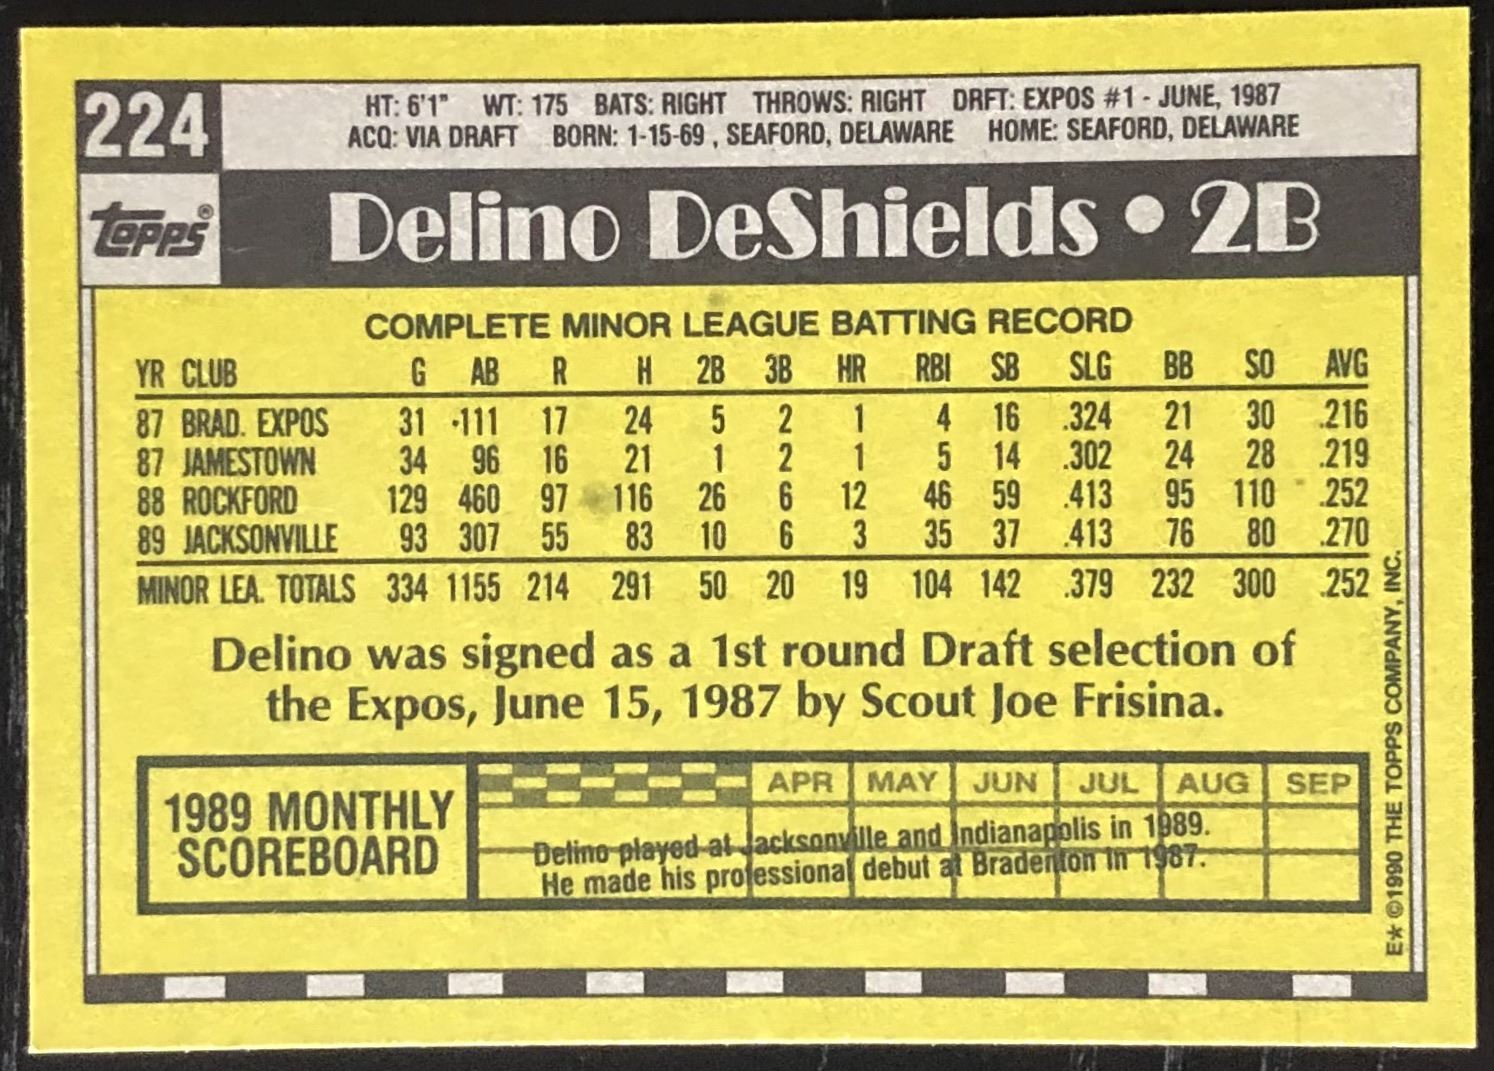 224
HT: 6'1" WT: 175 BATS: RIGHT THROWS: RIGHT DRFT: EXPOS #1 - JUNE, 1987
ACQ: VIA DRAFT BORN: 1-15-69 , SEAFORD, DELAWARE HOME: SEAFORD, DELAWARE
Topps®
Delino DeShields • 2B
COMPLETE MINOR LEAGUE BATTING RECORD
YR CLUB G AB R H 2B 3B HR RBI SB SLG BB SO AVG
87 BRAD. EXPOS 31 111 17 24 5 2 1 4 16 .324 21 30 .216
87 JAMESTOWN 34 96 16 21 1 2 1 5 14 .302 24 28 .219
88 ROCKFORD 129 460 97 116 26 6 12 46 59 .413 95 110 .252
89 JACKSONVILLE 93 307 55 83 10 6 3 35 37 .413 76 80 .270
MINOR LEA. TOTALS 334 1155 214 291 50 20 19 104 142 .379 232 300 .252
Delino was signed as a 1st round Draft selection of
the Expos, June 15, 1987 by Scout Joe Frisina.
1989 MONTHLY
SCOREBOARD
APR MAY JUN JUL AUG SEP
Delino played at Jacksonville and Indianapolis in 1989.
He made his professional debut at Bradenton in 1987.
E* ©1990 THE TOPPS COMPANY, INC.